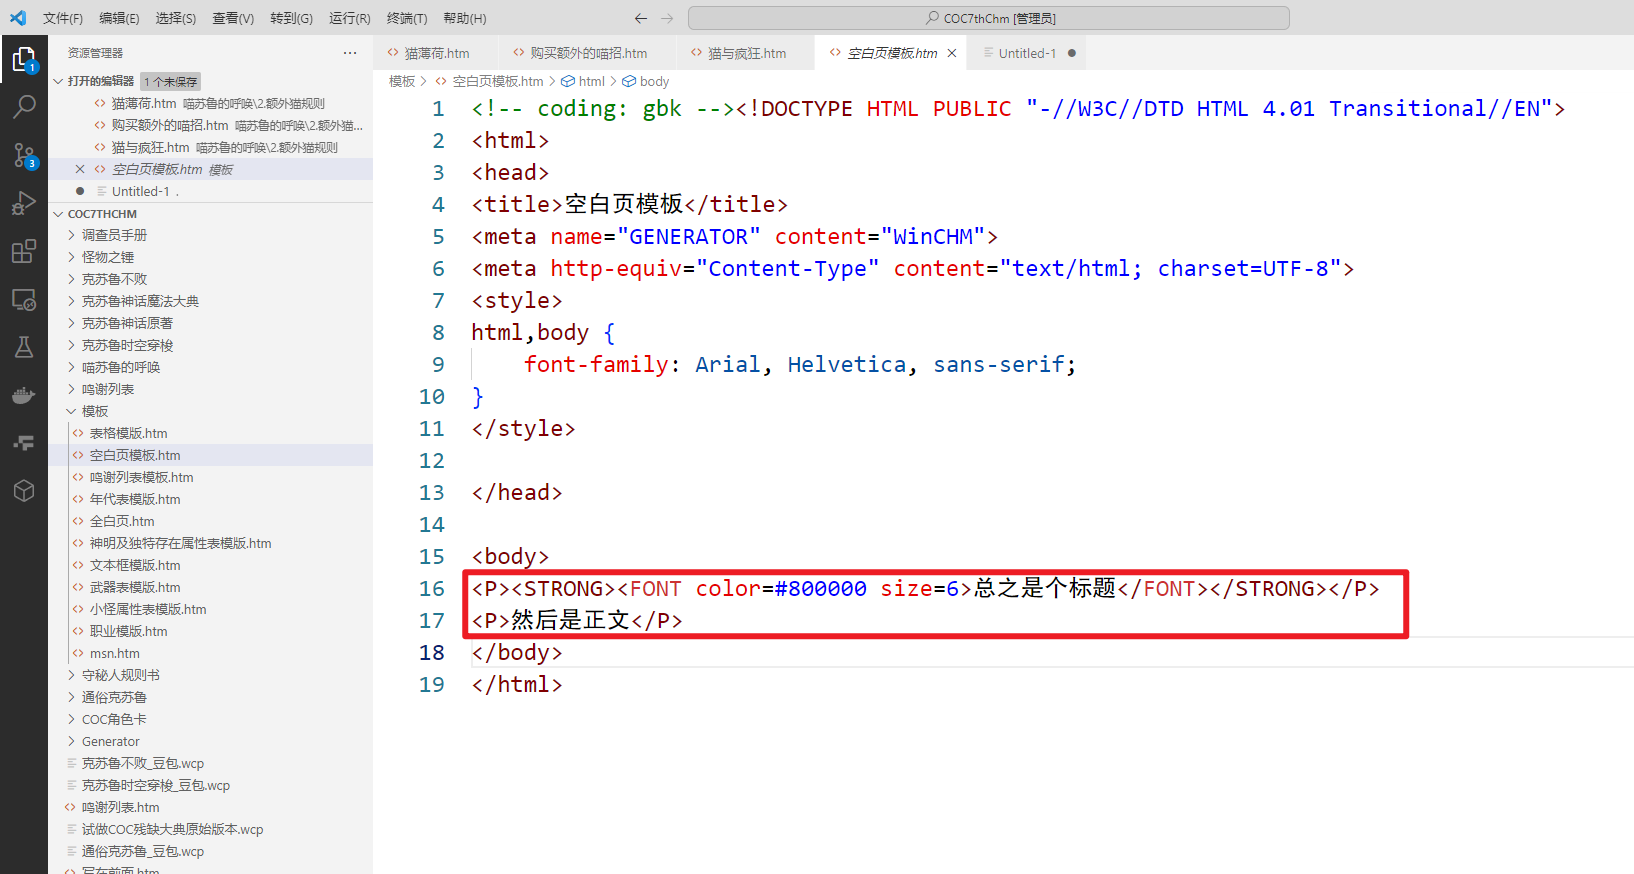 文件(F) 编辑(E) 选择(S) 查看(V) 转到(G) 运行(R) 终端(T) 帮助(H)
COC7thChm [管理员]
资源管理器
打开的编辑器 1 个未保存
猫薄荷.htm 喵苏鲁的呼唤\2.额外猫规则
购买额外的喵招.htm 喵苏鲁的呼唤\2.额外猫...
猫与疯狂.htm 喵苏鲁的呼唤\2.额外猫规则
空白页模板.htm 模板
Untitled-1 .
COC7THCHM
调查员手册
怪物之锤
克苏鲁不败
克苏鲁神话魔法大典
克苏鲁神话原著
克苏鲁时空穿梭
喵苏鲁的呼唤
鸣谢列表
模板
表格模版.htm
空白页模板.htm
鸣谢列表模板.htm
年代表模版.htm
全白页.htm
神明及独特存在属性表模版.htm
文本框模版.htm
武器表模版.htm
小怪属性表模版.htm
职业模版.htm
msn.htm
守秘人规则书
通俗克苏鲁
COC角色卡
Generator
克苏鲁不败_豆包.wcp
克苏鲁时空穿梭_豆包.wcp
鸣谢列表.htm
试做COC残缺大典原始版本.wcp
通俗克苏鲁_豆包.wcp
写在前面.htm
1
3
猫薄荷.htm 购买额外的喵招.htm 猫与疯狂.htm 空白页模板.htm Untitled-1
模板 > 空白页模板.htm > html > body
1 <!-- coding: gbk --><!DOCTYPE HTML PUBLIC "-//W3C//DTD HTML 4.01 Transitional//EN">
2 <html>
3 <head>
4 <title>空白页模板</title>
5 <meta name="GENERATOR" content="WinCHM">
6 <meta http-equiv="Content-Type" content="text/html; charset=UTF-8">
7 <style>
8 html,body {
9 font-family: Arial, Helvetica, sans-serif;
10 }
11 </style>
12
13 </head>
14
15 <body>
16 <P><STRONG><FONT color=#800000 size=6>总之是个标题</FONT></STRONG></P>
17 <P>然后是正文</P>
18 </body>
19 </html>